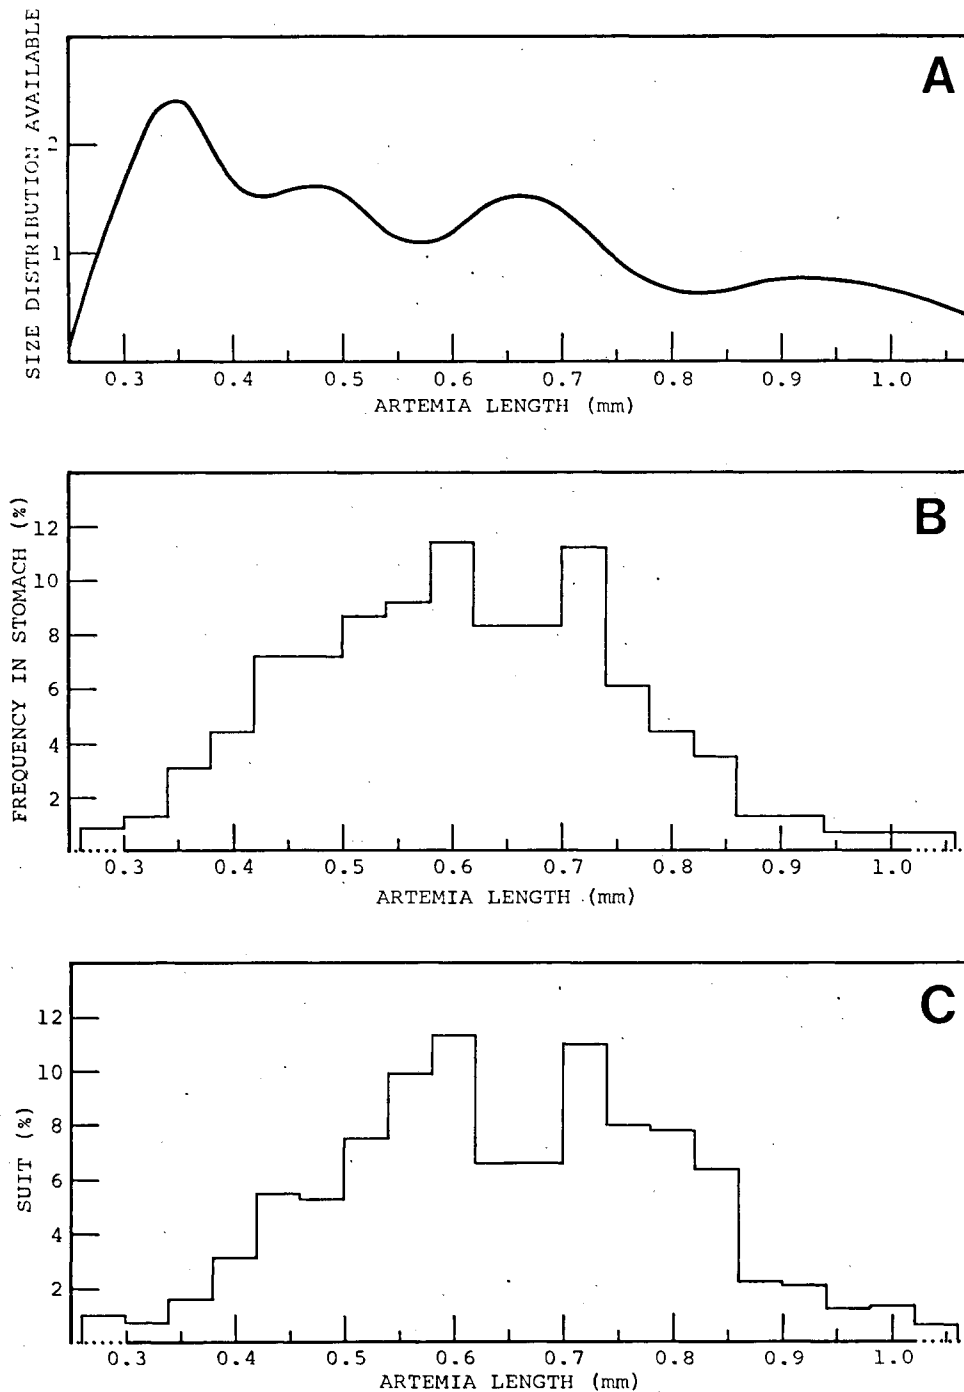 SIZE DISTRIBUTION AVAILABLE
A
2
1
0.3 0.4 0.5 0.6 0.7 0.8 0.9 1.0
ARTEMIA LENGTH (mm)
FREQUENCY IN STOMACH (%)
B
12
10
8
6
4
2
0.3 0.4 0.5 0.6 0.7 0.8 0.9 1.0
ARTEMIA LENGTH (mm)
SUIT (%)
C
12
10
8
6
4
2
0.3 0.4 0.5 0.6 0.7 0.8 0.9 1.0
ARTEMIA LENGTH (mm)